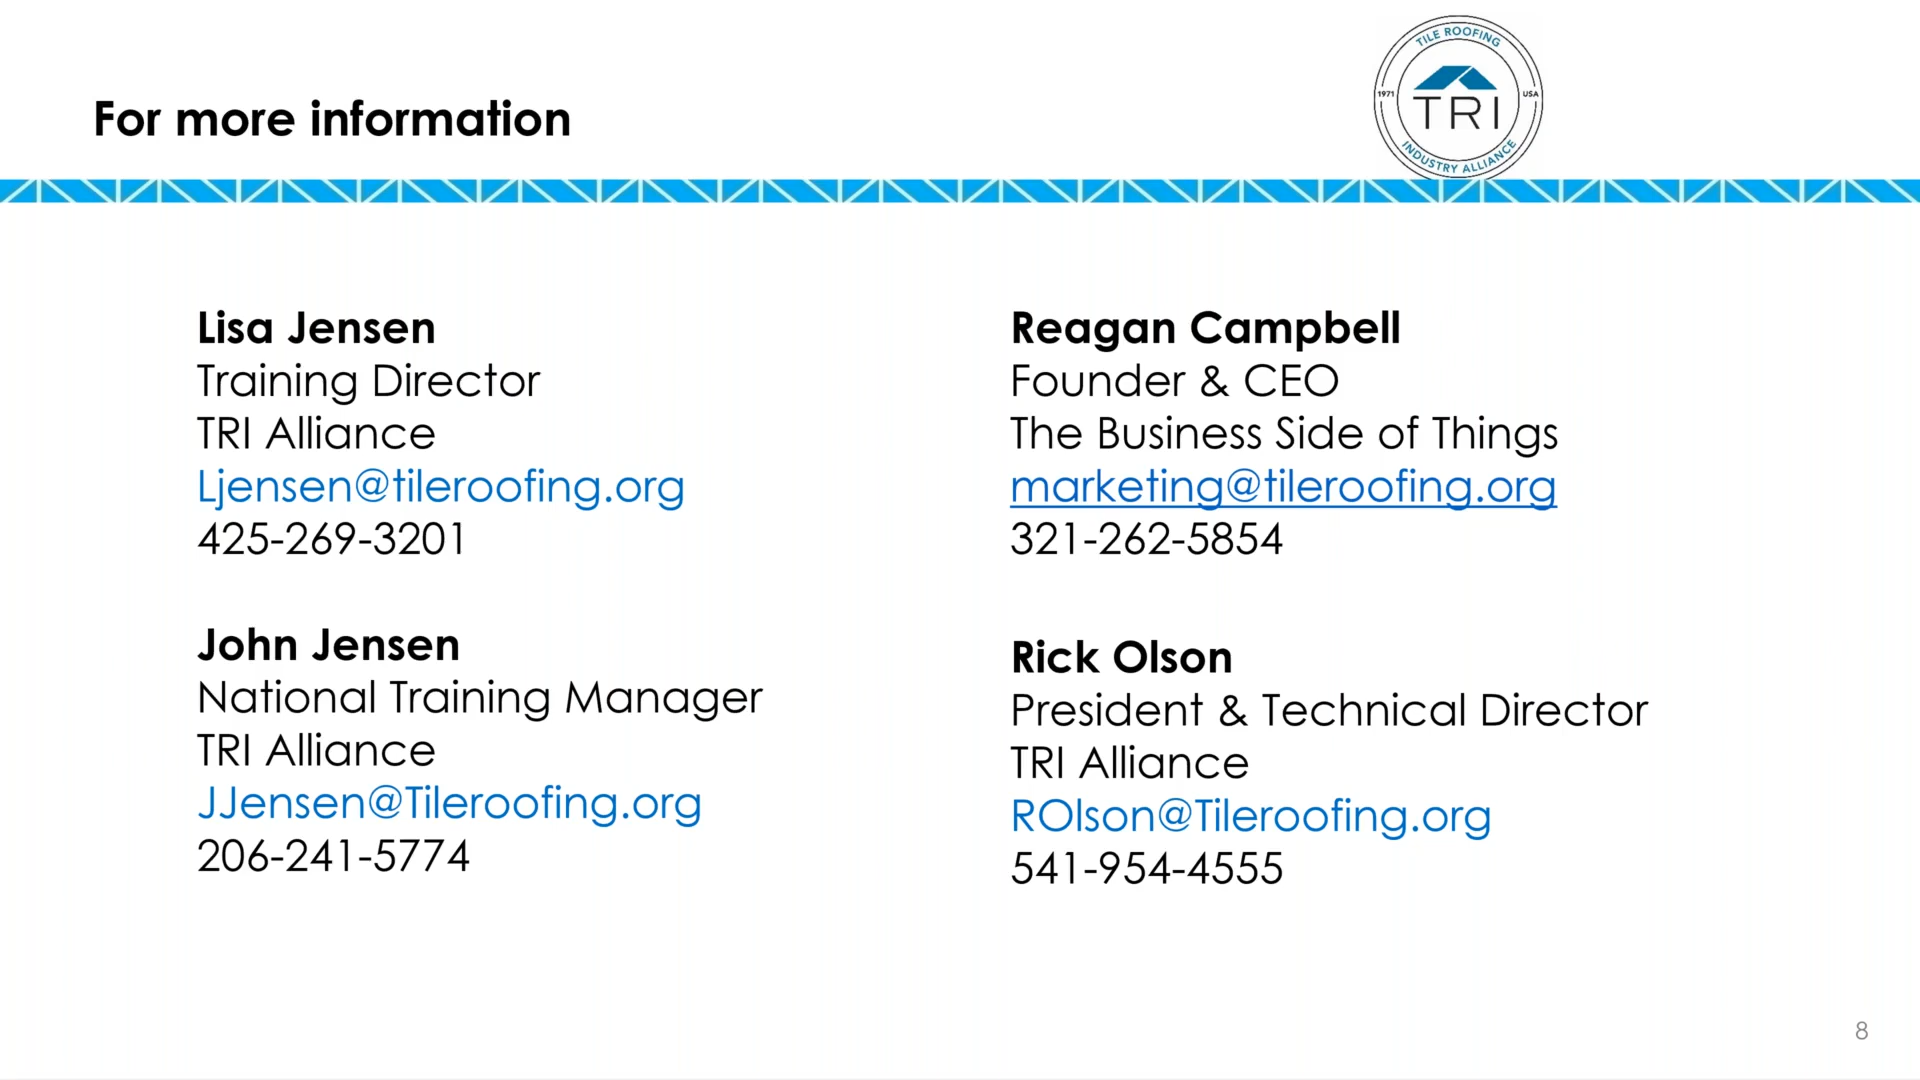 For more information
TILE ROOFING
1971
TRI
USA
INDUSTRY ALLIANCE
Lisa Jensen
Training Director
TRI Alliance
Ljensen@tileroofing.org
425-269-3201
John Jensen
National Training Manager
TRI Alliance
JJensen@Tileroofing.org
206-241-5774
Reagan Campbell
Founder & CEO
The Business Side of Things
marketing@tileroofing.org
321-262-5854
Rick Olson
President & Technical Director
TRI Alliance
ROlson@Tileroofing.org
541-954-4555
8